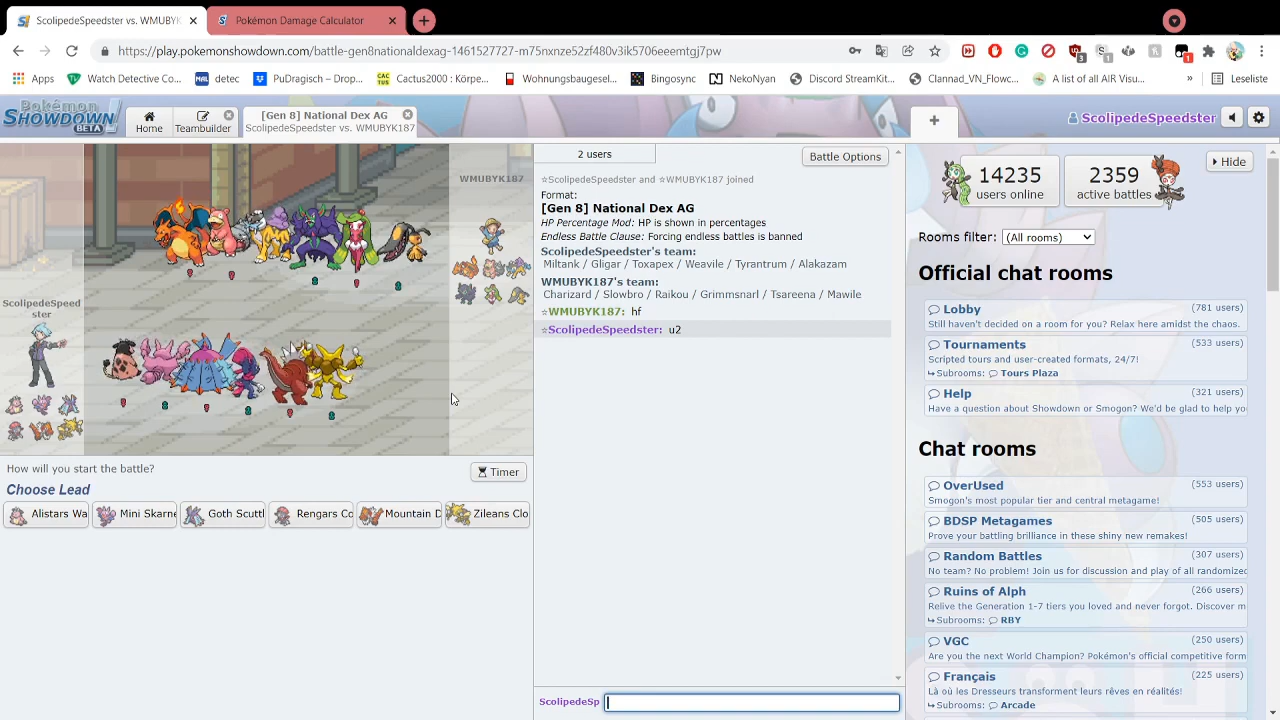 ScolipedeSpeedster vs. WMUBYK
Pokémon Damage Calculator
https://play.pokemonshowdown.com/battle-gen8nationaldexag-1461527727-m75nxnze52zf480v3ik5706eeemtgj7pw
Apps
Watch Detective Co...
detec
PuDragisch – Drop...
Cactus2000 : Körpe...
Wohnungsbaugesel...
Bingosync
NekoNyan
Discord StreamKit...
Clannad_VN_Flowc...
A list of all AIR Visu...
»
Leseliste
Pokémon
SHOWDOWN
BETA
Home
Teambuilder
[Gen 8] National Dex AG
ScolipedeSpeedster vs. WMUBYK187
ScolipedeSpeedster
WMUBYK187
ScolipedeSpeed
ster
How will you start the battle?
Timer
Choose Lead
Alistars Wa
Mini Skarne
Goth Scuttl
Rengars Co
Mountain D
Zileans Clo
2 users
Battle Options
☆ScolipedeSpeedster and ☆WMUBYK187 joined
Format:
[Gen 8] National Dex AG
HP Percentage Mod: HP is shown in percentages
Endless Battle Clause: Forcing endless battles is banned
ScolipedeSpeedster's team:
Miltank / Gligar / Toxapex / Weavile / Tyrantrum / Alakazam
WMUBYK187's team:
Charizard / Slowbro / Raikou / Grimmsnarl / Tsareena / Mawile
☆WMUBYK187: hf
☆ScolipedeSpeedster: u2
ScolipedeSp
14235
users online
2359
active battles
Hide
Rooms filter:
(All rooms)
Official chat rooms
Lobby
(781 users)
Still haven't decided on a room for you? Relax here amidst the chaos.
Tournaments
(533 users)
Scripted tours and user-created formats, 24/7!
Subrooms: Tours Plaza
Help
(321 users)
Have a question about Showdown or Smogon? We'd be glad to help yo
Chat rooms
OverUsed
(553 users)
Smogon's most popular tier and central metagame!
BDSP Metagames
(505 users)
Prove your battling brilliance in these shiny new remakes!
Random Battles
(307 users)
No team? No problem! Join us for discussion and play of all randomized
Ruins of Alph
(266 users)
Relive the Generation 1-7 tiers you loved and never forgot. Discover m
Subrooms: RBY
VGC
(250 users)
Are you the next World Champion? Pokémon's official competitive form
Français
(225 users)
Là où les Dresseurs transforment leurs rêves en réalités!
Subrooms: Arcade